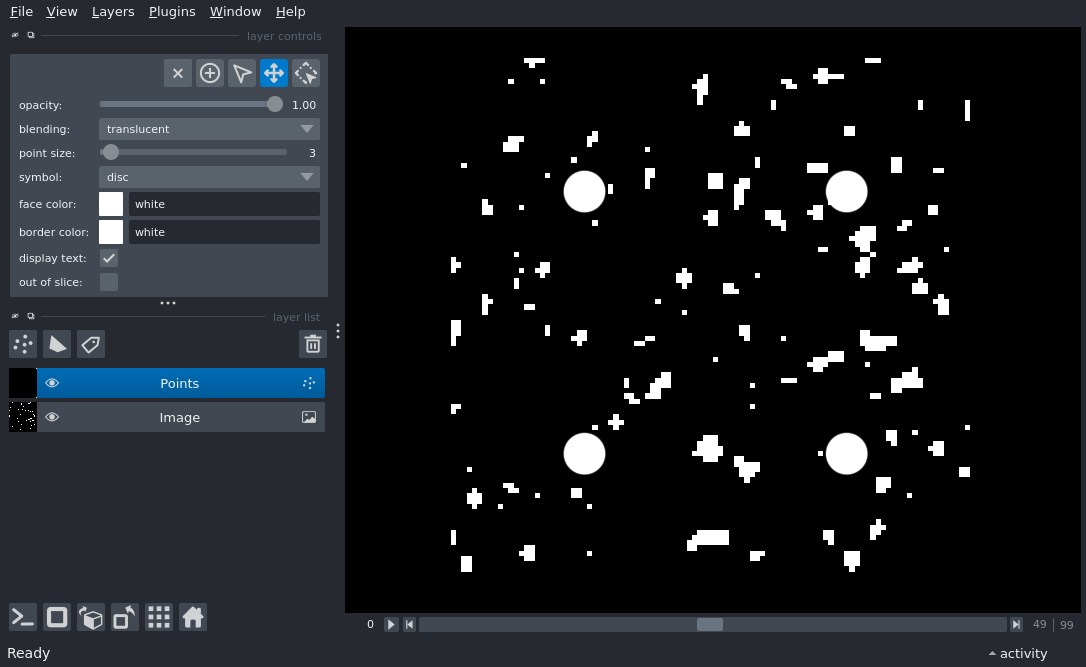 File View Layers Plugins Window Help
layer controls
opacity: 1.00
blending: translucent
point size: 3
symbol: disc
face color: white
border color: white
display text:
out of slice:
layer list
Points
Image
0 49 99
Ready activity